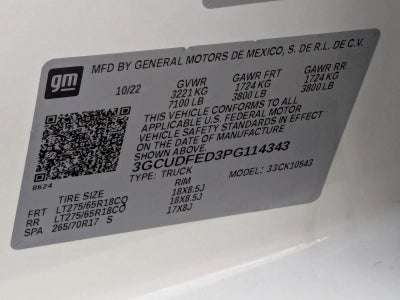 gm
MFD BY GENERAL MOTORS DE MEXICO, S. DE R.L. DE C.V.
10/22 GVWR GAWR FRT GAWR RR
3221 KG 1724 KG 1724 KG
7100 LB 3800 LB 3800 LB
THIS VEHICLE CONFORMS TO ALL
APPLICABLE U.S. FEDERAL MOTOR
VEHICLE SAFETY STANDARDS IN EFFECT
ON THE DATE OF MANUFACTURE
SHOWN ABOVE
3GCUDFED3PG114343
TYPE: TRUCK MODEL: 33CK10543
8624
TIRE SIZE RIM
FRT LT275/65R18CQ 18X8.5J
RR LT275/65R18CQ 18X8.5J
SPA 265/70R17 S 17X8J